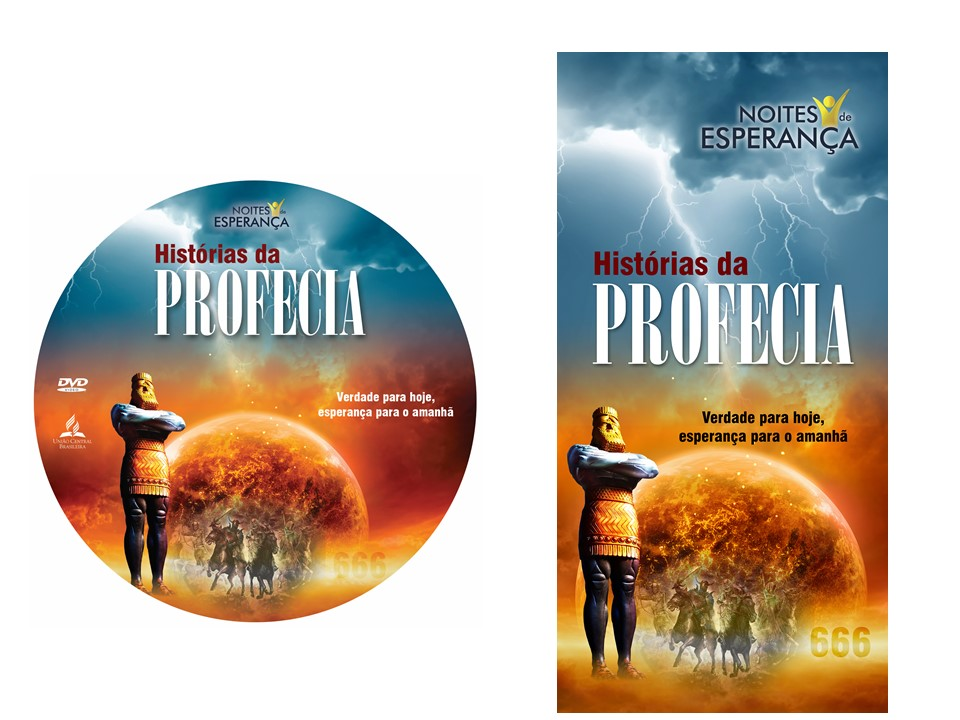 NOITES de
ESPERANÇA
Histórias da
PROFECIA
DVD
VIDEO
Verdade para hoje,
esperança para o amanhã
UNIÃO CENTRAL
BRASILEIRA
666
NOITES de
ESPERANÇA
Histórias da
PROFECIA
Verdade para hoje,
esperança para o amanhã
666